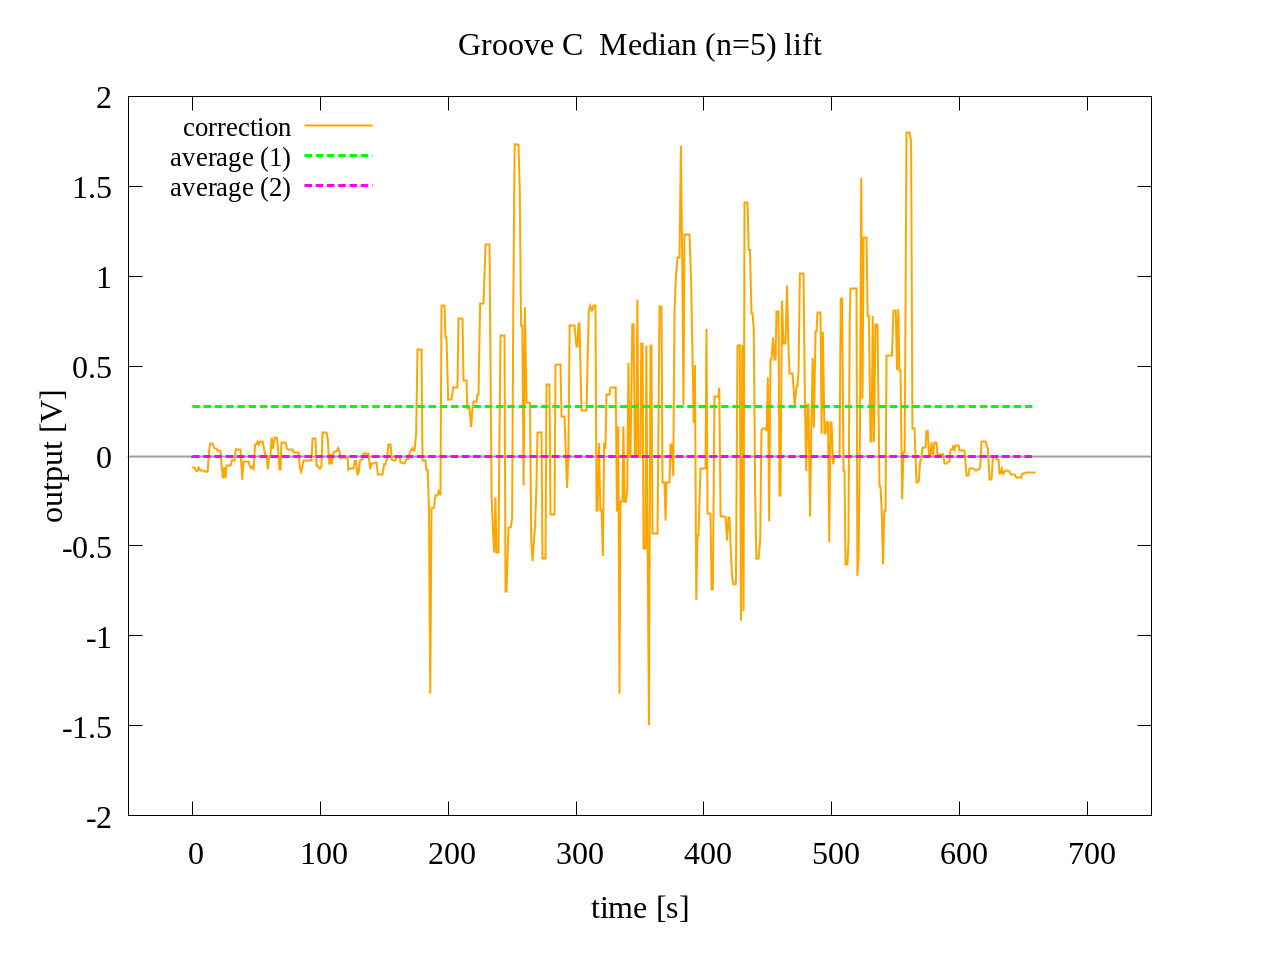 Groove C  Median (n=5) lift
correction
average (1)
average (2)
2
1.5
1
0.5
0
-0.5
-1
-1.5
-2
output [V]
0 100 200 300 400 500 600 700
time [s]